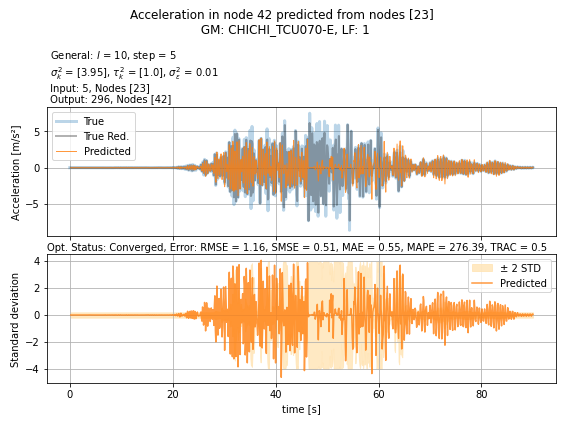 Acceleration in node 42 predicted from nodes [23]
GM: CHICHI_TCU070-E, LF: 1
General: l = 10, step = 5
σ²ₖ = [3.95], τ²ₖ = [1.0], σ²ε = 0.01
Input: 5, Nodes [23]
Output: 296, Nodes [42]
True
True Red.
Predicted
Acceleration [m/s²]
5
0
−5
Opt. Status: Converged, Error: RMSE = 1.16, SMSE = 0.51, MAE = 0.55, MAPE = 276.39, TRAC = 0.5
± 2 STD
Predicted
Standard deviation
4
2
0
−2
−4
0 20 40 60 80
time [s]